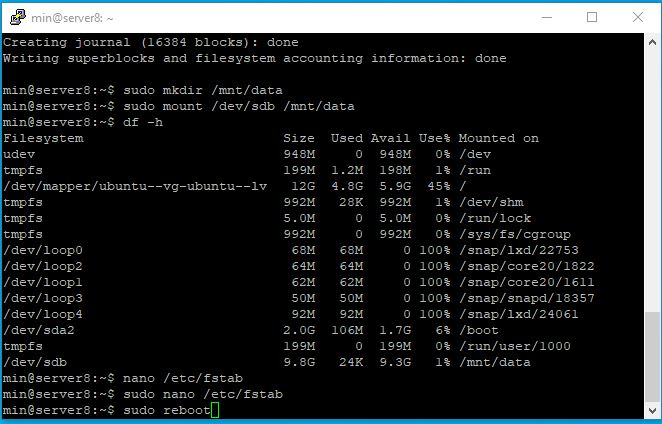 min@server8: ~
Creating journal (16384 blocks): done
Writing superblocks and filesystem accounting information: done
min@server8:~$ sudo mkdir /mnt/data
min@server8:~$ sudo mount /dev/sdb /mnt/data
min@server8:~$ df -h
Filesystem                         Size  Used Avail Use% Mounted on
udev                               948M     0  948M   0% /dev
tmpfs                              199M  1.2M  198M   1% /run
/dev/mapper/ubuntu--vg-ubuntu--lv   12G  4.8G  5.9G  45% /
tmpfs                              992M   28K  992M   1% /dev/shm
tmpfs                              5.0M     0  5.0M   0% /run/lock
tmpfs                              992M     0  992M   0% /sys/fs/cgroup
/dev/loop0                          68M   68M     0 100% /snap/lxd/22753
/dev/loop2                          64M   64M     0 100% /snap/core20/1822
/dev/loop1                          62M   62M     0 100% /snap/core20/1611
/dev/loop3                          50M   50M     0 100% /snap/snapd/18357
/dev/loop4                          92M   92M     0 100% /snap/lxd/24061
/dev/sda2                          2.0G  106M  1.7G   6% /boot
tmpfs                              199M     0  199M   0% /run/user/1000
/dev/sdb                           9.8G   24K  9.3G   1% /mnt/data
min@server8:~$ nano /etc/fstab
min@server8:~$ sudo nano /etc/fstab
min@server8:~$ sudo reboot